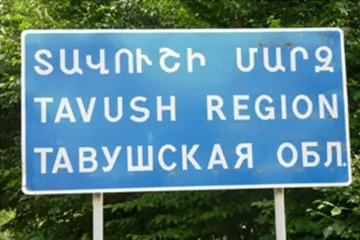 ՏԱՎՈՒՇԻ ՄԱՐԶ
TAVUSH REGION
ТАВУШСКАЯ ОБЛ.